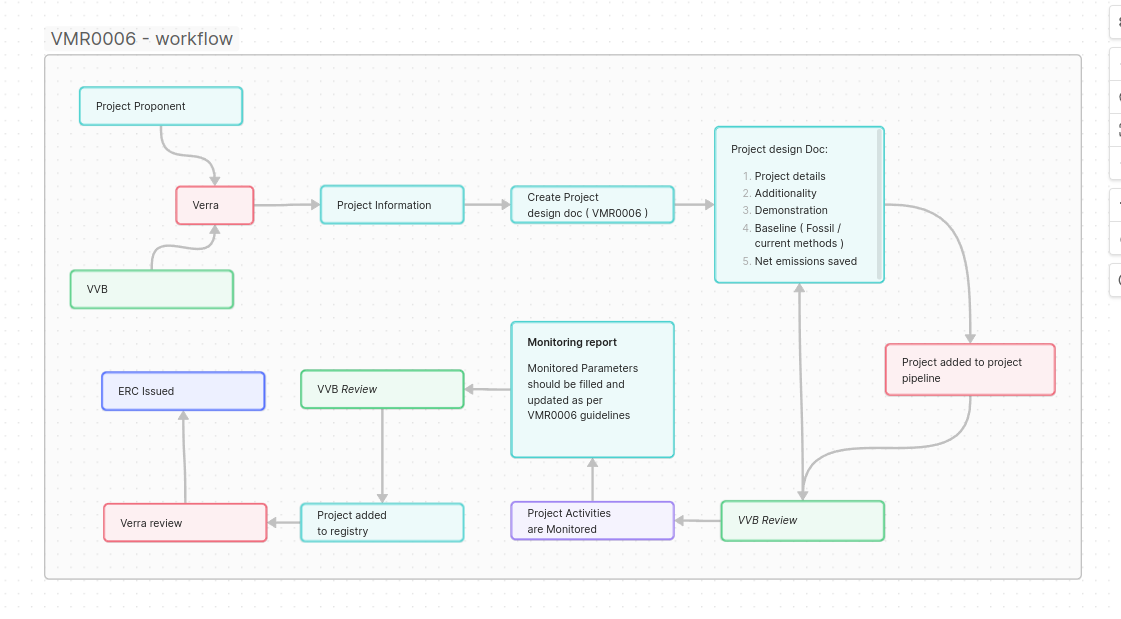 VMR0006 - workflow
Project Proponent
Verra
VVB
Project Information
Create Project
design doc ( VMR0006 )
Project design Doc:
1. Project details
2. Additionality
3. Demonstration
4. Baseline ( Fossil /
current methods )
5. Net emissions saved
Project added to project
pipeline
VVB Review
Project Activities
are Monitored
Monitoring report
Monitored Parameters
should be filled and
updated as per
VMR0006 guidelines
VVB Review
Project added
to registry
Verra review
ERC Issued